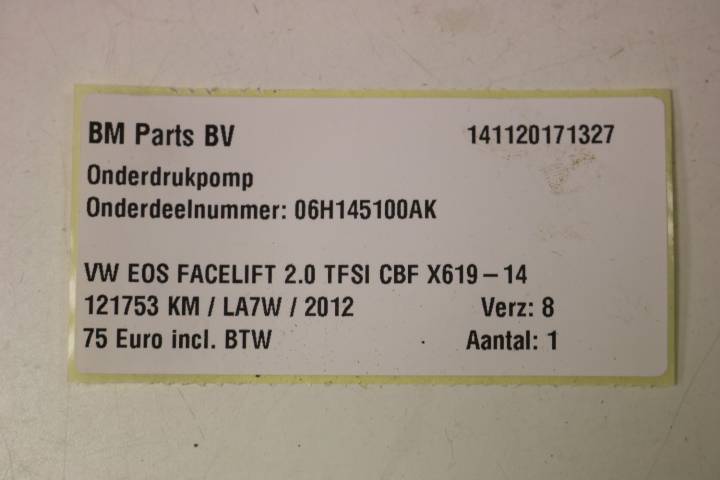 BM Parts BV 141120171327
Onderdrukpomp
Onderdeelnummer: 06H145100AK
VW EOS FACELIFT 2.0 TFSI CBF X619-14
121753 KM / LA7W / 2012 Verz: 8
75 Euro incl. BTW Aantal: 1